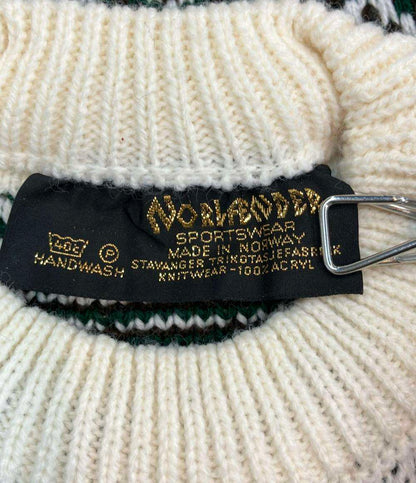 NORLANDER
SPORTSWEAR
MADE IN NORWAY
STAVANGER TRIKOTASJEFABRIKK
KNITWEAR-100% ACRYL
40°
P
HANDWASH